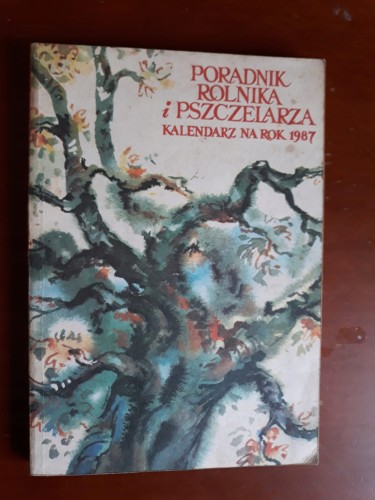 PORADNIK
ROLNIKA
i PSZCZELARZA
KALENDARZ NA ROK 1987